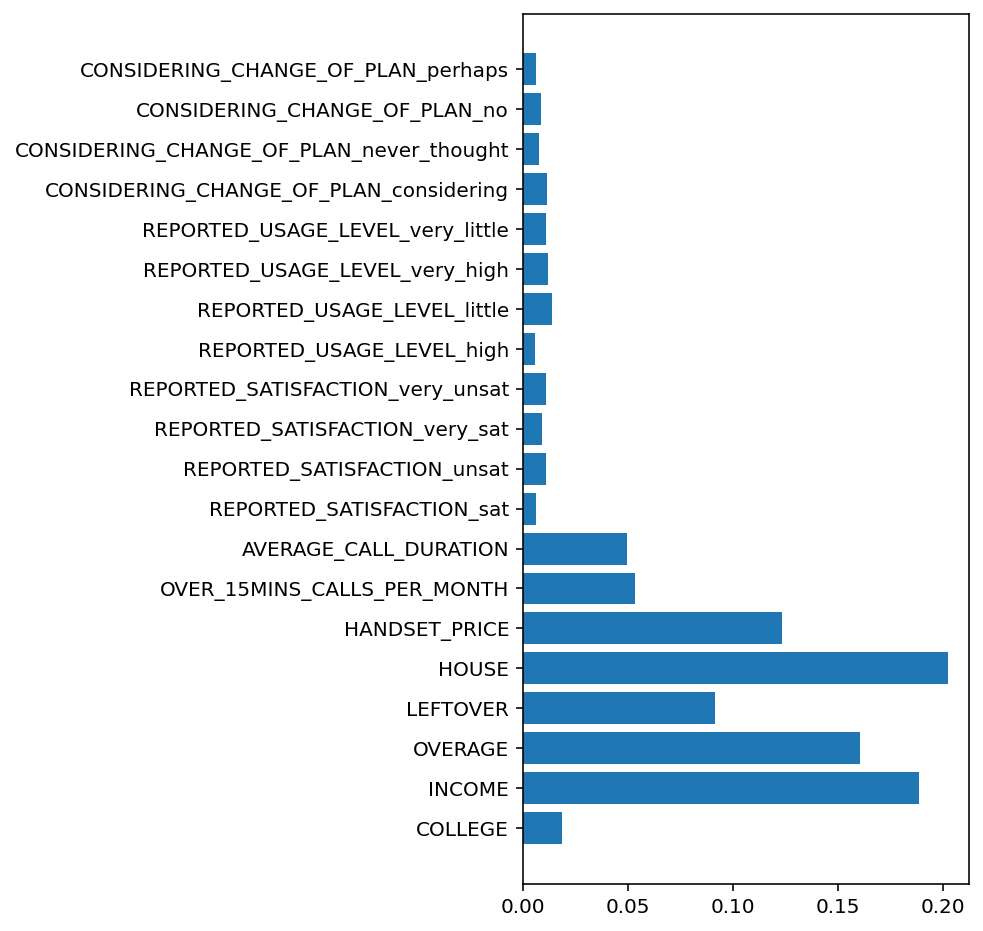 CONSIDERING_CHANGE_OF_PLAN_perhaps
CONSIDERING_CHANGE_OF_PLAN_no
CONSIDERING_CHANGE_OF_PLAN_never_thought
CONSIDERING_CHANGE_OF_PLAN_considering
REPORTED_USAGE_LEVEL_very_little
REPORTED_USAGE_LEVEL_very_high
REPORTED_USAGE_LEVEL_little
REPORTED_USAGE_LEVEL_high
REPORTED_SATISFACTION_very_unsat
REPORTED_SATISFACTION_very_sat
REPORTED_SATISFACTION_unsat
REPORTED_SATISFACTION_sat
AVERAGE_CALL_DURATION
OVER_15MINS_CALLS_PER_MONTH
HANDSET_PRICE
HOUSE
LEFTOVER
OVERAGE
INCOME
COLLEGE
0.00 0.05 0.10 0.15 0.20